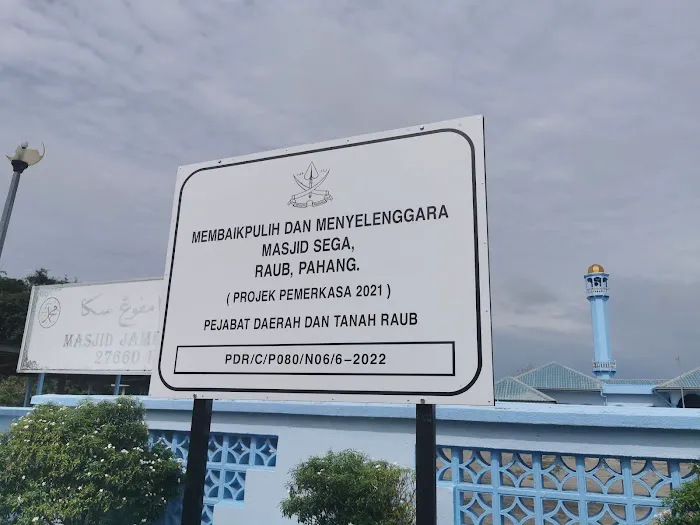 MEMBAIKPULIH DAN MENYELENGGARA
MASJID SEGA,
RAUB, PAHANG.
( PROJEK PEMERKASA 2021 )
PEJABAT DAERAH DAN TANAH RAUB
PDR/C/P080/N06/6-2022
سڬا
MASJID
27660